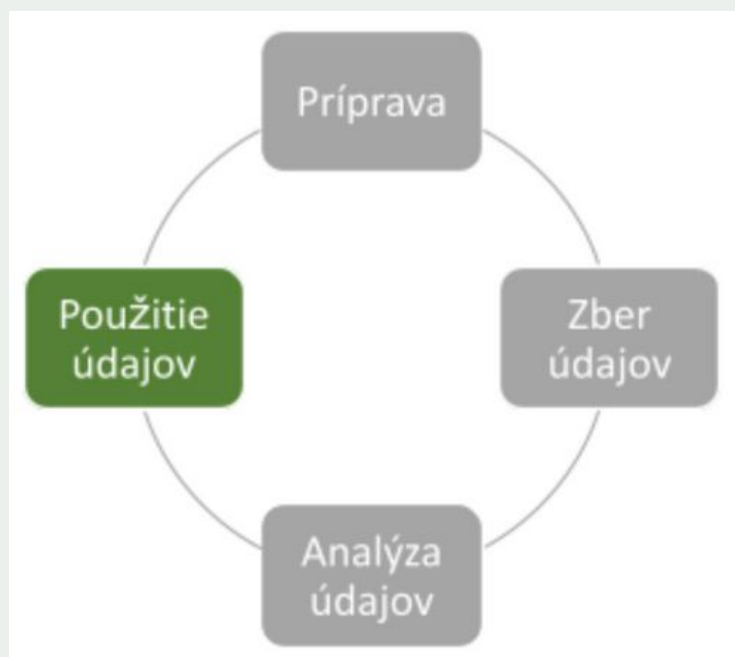 Príprava
Zber
údajov
Analýza
údajov
Použitie
údajov